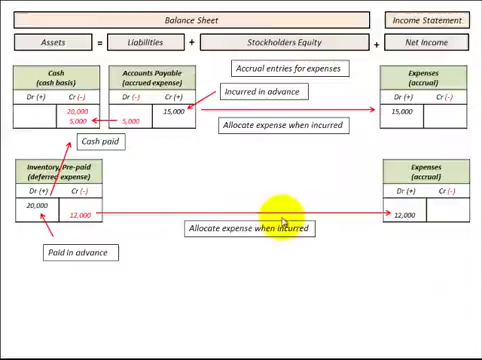 Balance Sheet
Income Statement
Assets = Liabilities + Stockholders Equity + Net Income
Accrual entries for expenses
Cash
(cash basis)
Dr (+) Cr (-)
20,000
5,000
Accounts Payable
(accrued expense)
Dr (-) Cr (+)
15,000
5,000
Incurred in advance
Allocate expense when incurred
Expenses
(accrual)
Dr (+) Cr (-)
15,000
Cash paid
Inventory, Pre-paid
(deferred expense)
Dr (+) Cr (-)
20,000
12,000
Allocate expense when incurred
Paid in advance
Expenses
(accrual)
Dr (+) Cr (-)
12,000